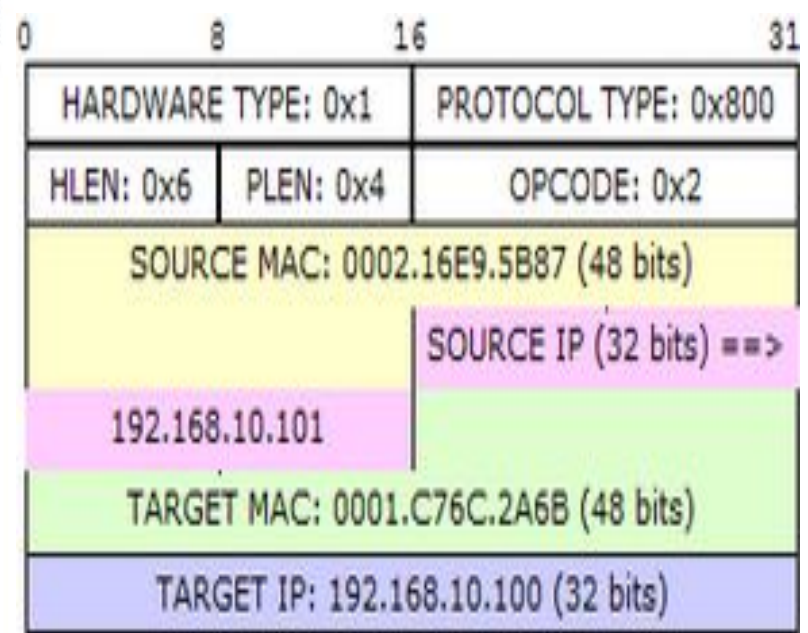 0 8 16 31
HARDWARE TYPE: 0x1 PROTOCOL TYPE: 0x800
HLEN: 0x6 PLEN: 0x4 OPCODE: 0x2
SOURCE MAC: 0002.16E9.5B87 (48 bits)
SOURCE IP (32 bits) ==>
192.168.10.101
TARGET MAC: 0001.C76C.2A6B (48 bits)
TARGET IP: 192.168.10.100 (32 bits)